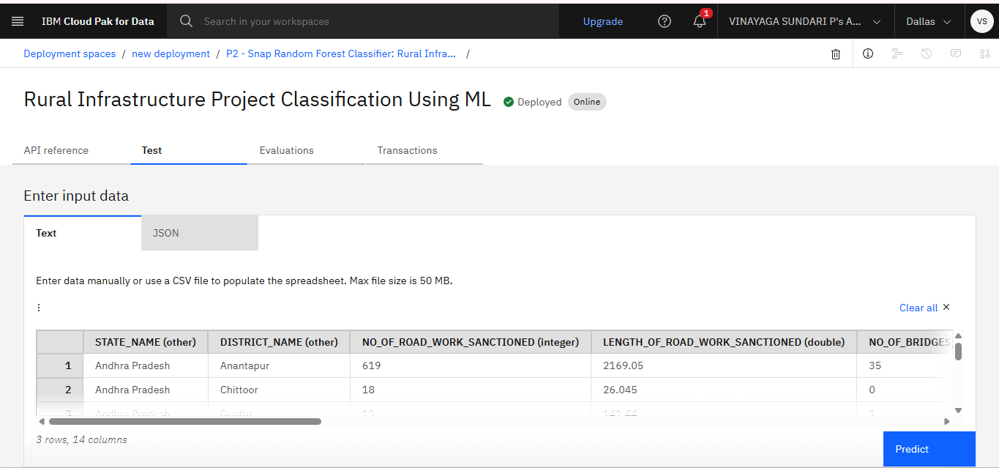 IBM Cloud Pak for Data Search in your workspaces Upgrade 1 VINAYAGA SUNDARI P's A... Dallas VS
Deployment spaces / new deployment / P2 - Snap Random Forest Classifier: Rural Infra... /
Rural Infrastructure Project Classification Using ML Deployed Online
API reference Test Evaluations Transactions
Enter input data
Text JSON
Enter data manually or use a CSV file to populate the spreadsheet. Max file size is 50 MB.
Clear all
STATE_NAME (other) DISTRICT_NAME (other) NO_OF_ROAD_WORK_SANCTIONED (integer) LENGTH_OF_ROAD_WORK_SANCTIONED (double) NO_OF_BRIDGES
1 Andhra Pradesh Anantapur 619 2169.05 35
2 Andhra Pradesh Chittoor 18 26.045 0
3 Andhra Pradesh Guntur 13 141.44 1
3 rows, 14 columns
Predict